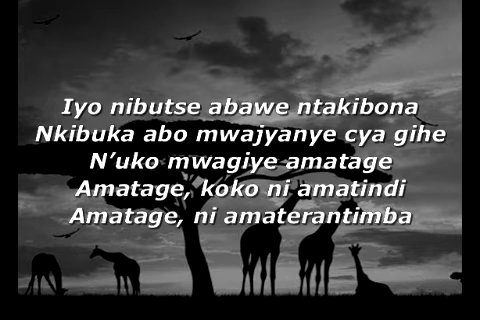 Iyo nibutse abawe ntakibona
Nkibuka abo mwajyanye cya gihe
N’uko mwagiye amatage
Amatage, koko ni amatindi
Amatage, ni amaterantimba